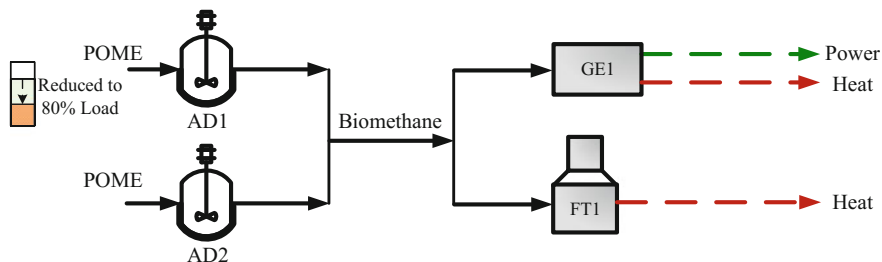 POME
Reduced to
80% Load
AD1
POME
AD2
Biomethane
GE1
Power
Heat
FT1
Heat